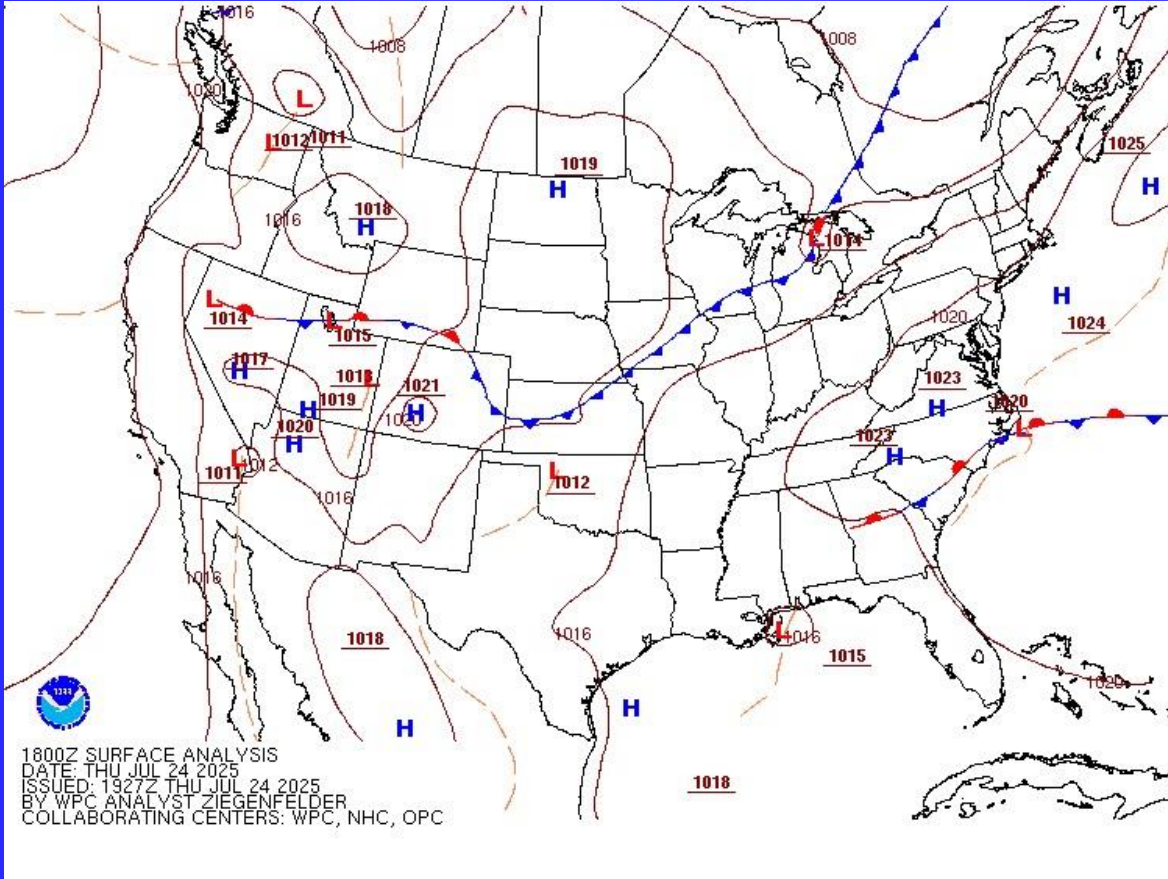 1016
1008
1008
1020
L
L
1012
1011
1025
1019
H
H
1018
H
1016
L
1014
L
1014
L
1015
H
1024
1020
1017
H
L
1019
H
1021
H
1020
1023
H
1020
L
1020
H
1023
H
1011
L
1012
L
1012
1016
1016
1018
1016
L
1016
1015
1020
H
H
1018
1800Z SURFACE ANALYSIS
DATE: THU JUL 24 2025
ISSUED: 1927Z THU JUL 24 2025
BY WPC ANALYST ZIEGENFELDER
COLLABORATING CENTERS: WPC, NHC, OPC